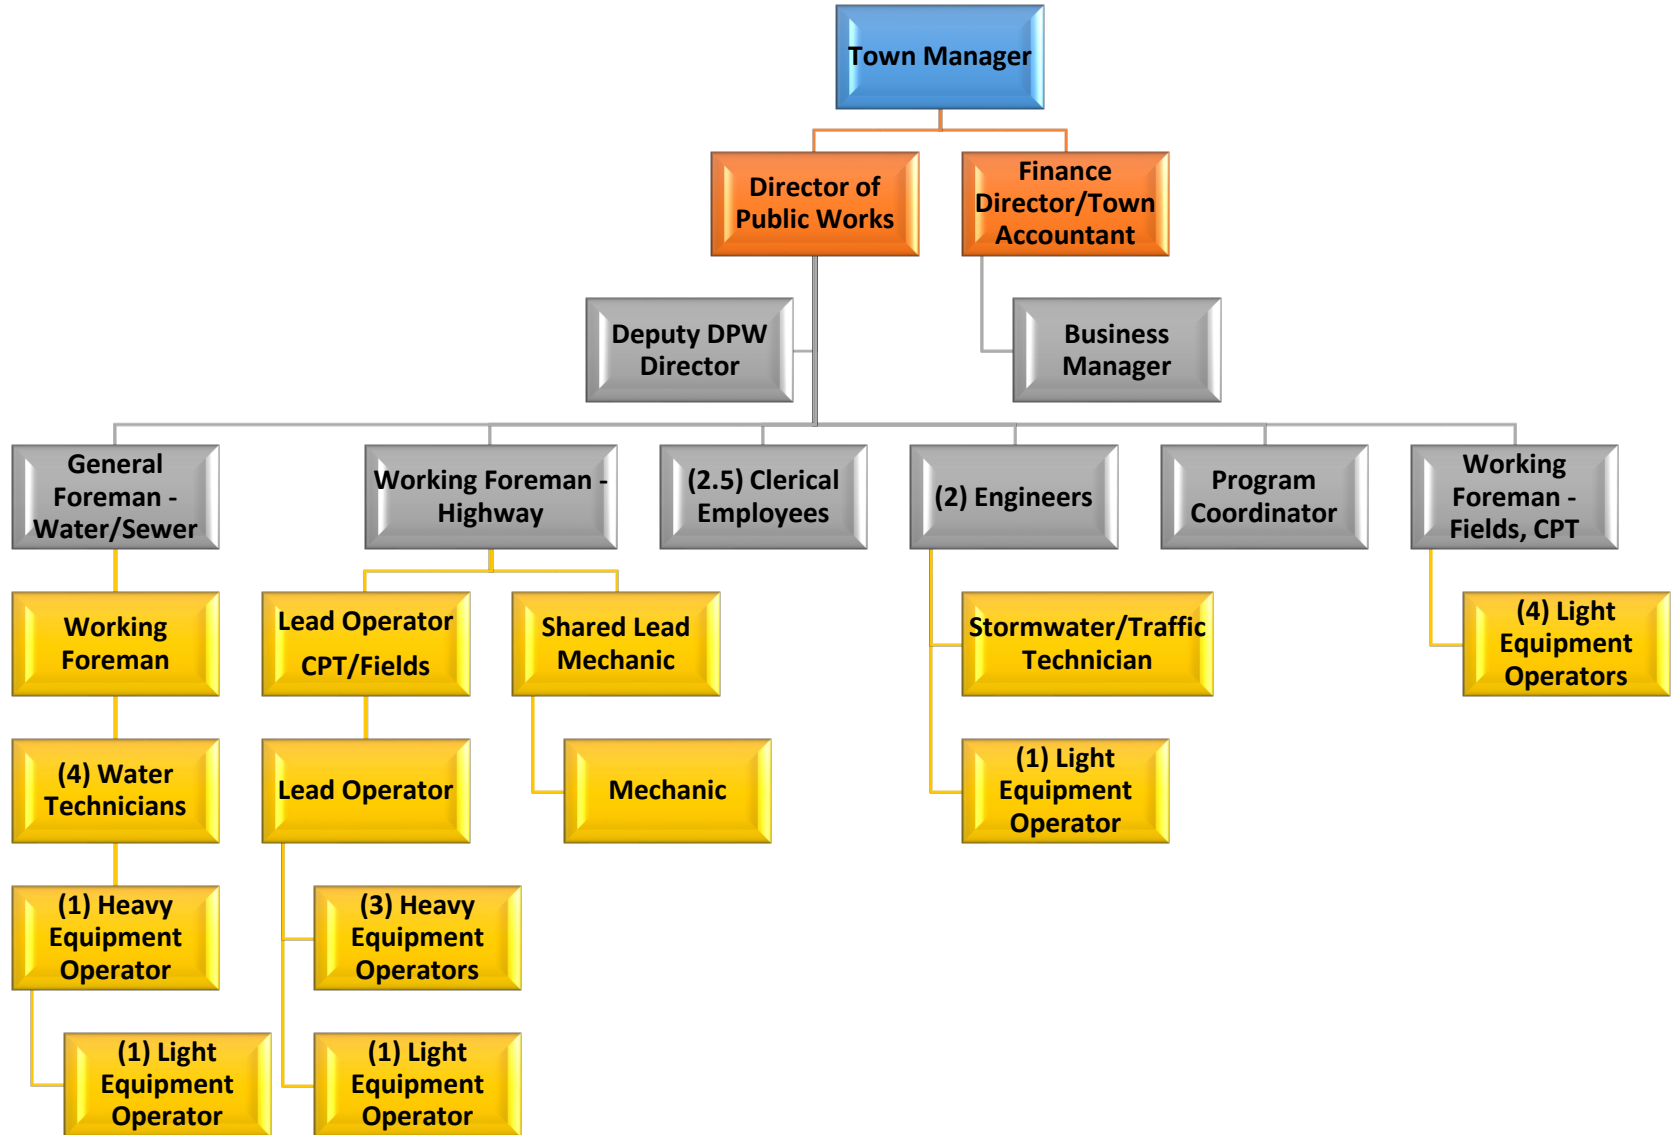 Town Manager
Director of
Public Works
Finance
Director/Town
Accountant
Deputy DPW
Director
Business
Manager
General
Foreman -
Water/Sewer
Working Foreman -
Highway
(2.5) Clerical
Employees
(2) Engineers
Program
Coordinator
Working
Foreman -
Fields, CPT
Working
Foreman
Lead Operator
CPT/Fields
Shared Lead
Mechanic
Stormwater/Traffic
Technician
(4) Light
Equipment
Operators
(4) Water
Technicians
Lead Operator
Mechanic
(1) Light
Equipment
Operator
(1) Heavy
Equipment
Operator
(3) Heavy
Equipment
Operators
(1) Light
Equipment
Operator
(1) Light
Equipment
Operator